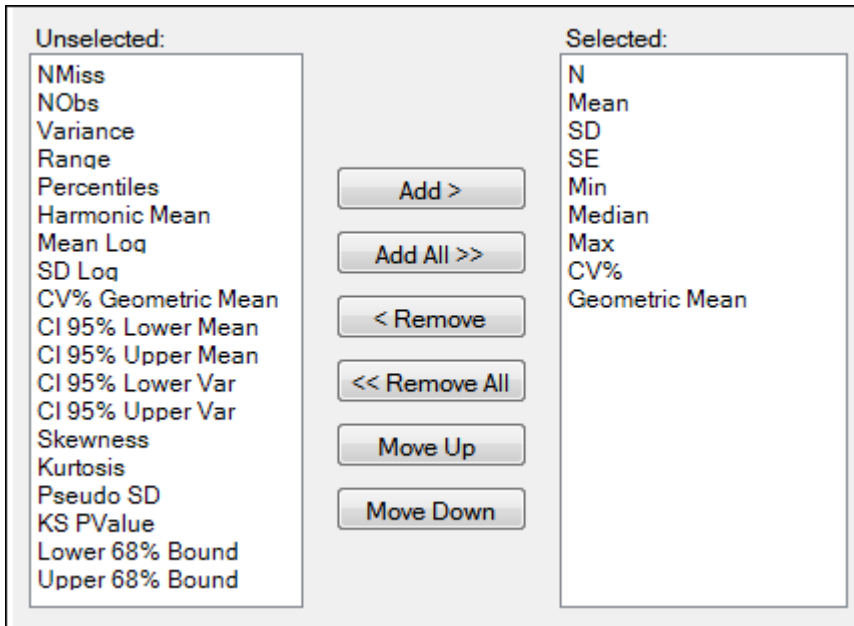 Unselected:
NMiss
NObs
Variance
Range
Percentiles
Harmonic Mean
Mean Log
SD Log
CV% Geometric Mean
CI 95% Lower Mean
CI 95% Upper Mean
CI 95% Lower Var
CI 95% Upper Var
Skewness
Kurtosis
Pseudo SD
KS PValue
Lower 68% Bound
Upper 68% Bound
Add >
Add All >>
< Remove
<< Remove All
Move Up
Move Down
Selected:
N
Mean
SD
SE
Min
Median
Max
CV%
Geometric Mean